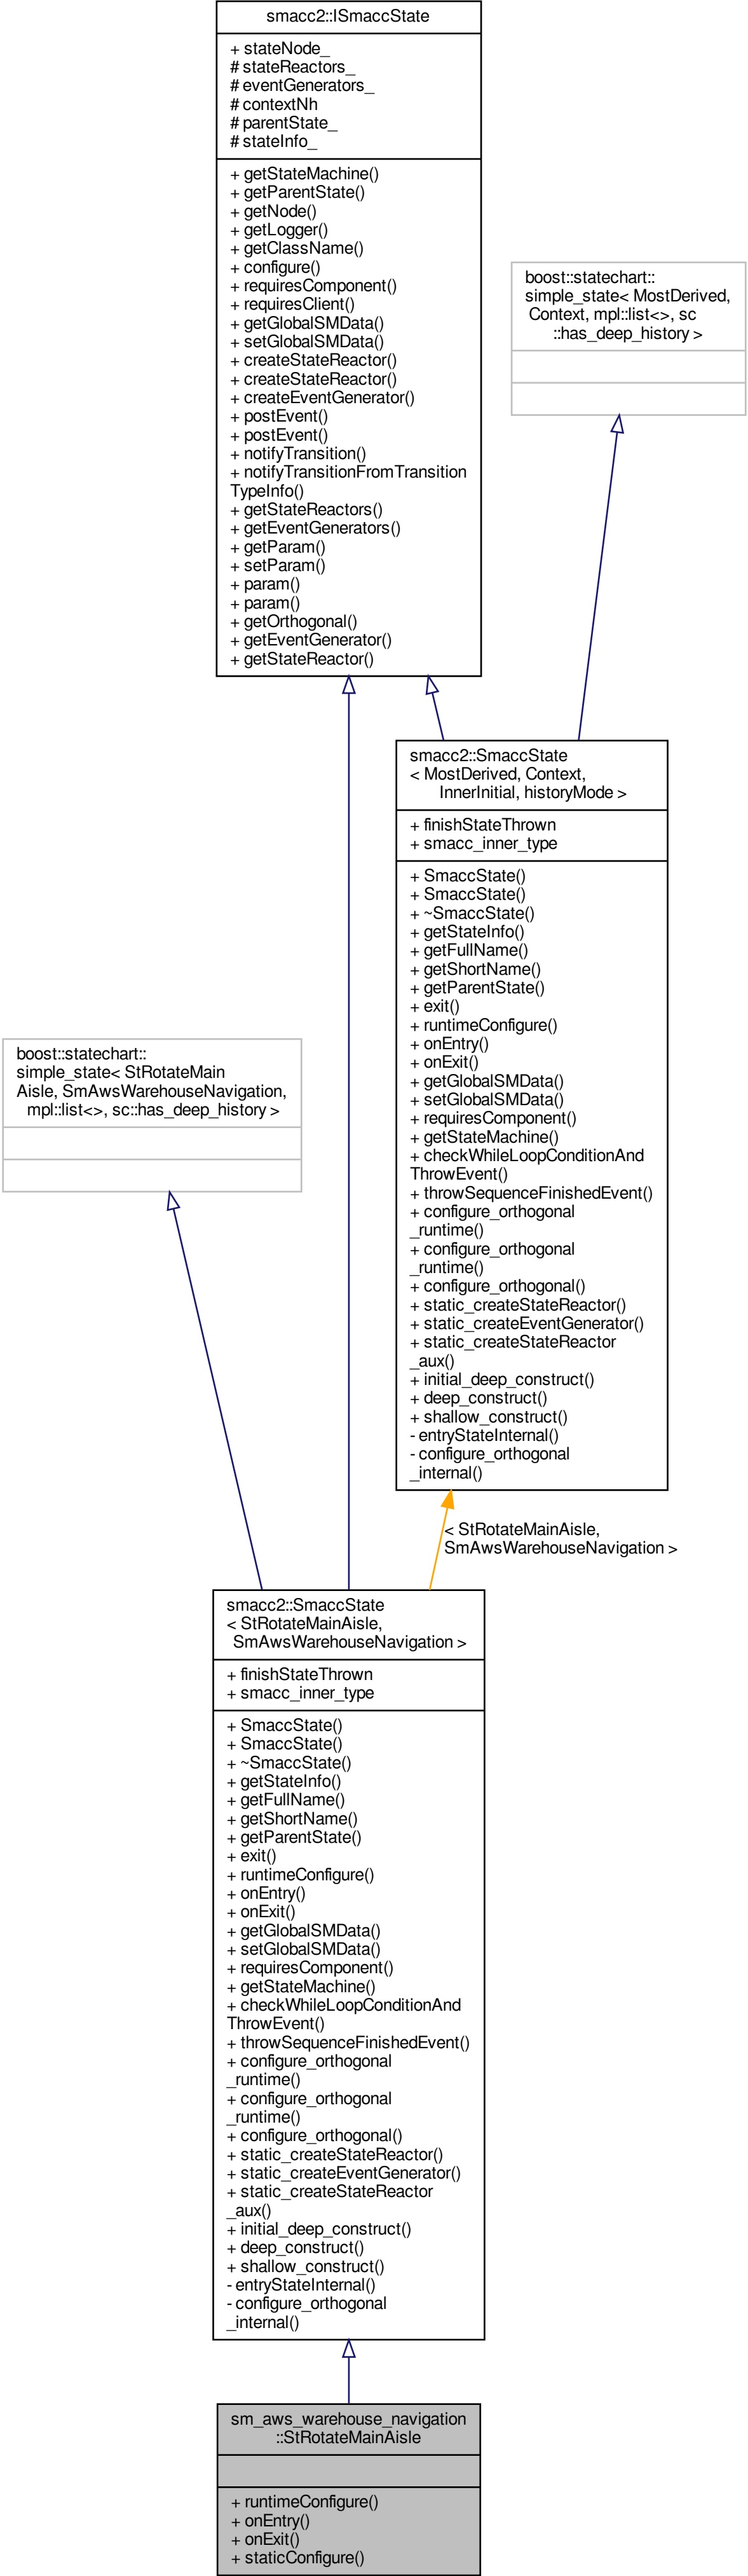 smacc2::ISmaccState
+ stateNode_
# stateReactors_
# eventGenerators_
# contextNh
# parentState_
# stateInfo_
+ getStateMachine()
+ getParentState()
+ getNode()
+ getLogger()
+ getClassName()
+ configure()
+ requiresComponent()
+ requiresClient()
+ getGlobalSMData()
+ setGlobalSMData()
+ createStateReactor()
+ createStateReactor()
+ createEventGenerator()
+ postEvent()
+ postEvent()
+ notifyTransition()
+ notifyTransitionFromTransition
TypeInfo()
+ getStateReactors()
+ getEventGenerators()
+ getParam()
+ setParam()
+ param()
+ param()
+ getOrthogonal()
+ getEventGenerator()
+ getStateReactor()
boost::statechart::
simple_state< MostDerived,
Context, mpl::list<>, sc
::has_deep_history >
smacc2::SmaccState
< MostDerived, Context,
InnerInitial, historyMode >
+ finishStateThrown
+ smacc_inner_type
+ SmaccState()
+ SmaccState()
+ ~SmaccState()
+ getStateInfo()
+ getFullName()
+ getShortName()
+ getParentState()
+ exit()
+ runtimeConfigure()
+ onEntry()
+ onExit()
+ getGlobalSMData()
+ setGlobalSMData()
+ requiresComponent()
+ getStateMachine()
+ checkWhileLoopConditionAnd
ThrowEvent()
+ throwSequenceFinishedEvent()
+ configure_orthogonal
_runtime()
+ configure_orthogonal
_runtime()
+ configure_orthogonal()
+ static_createStateReactor()
+ static_createEventGenerator()
+ static_createStateReactor
_aux()
+ initial_deep_construct()
+ deep_construct()
+ shallow_construct()
- entryStateInternal()
- configure_orthogonal
_internal()
boost::statechart::
simple_state< StRotateMain
Aisle, SmAwsWarehouseNavigation,
mpl::list<>, sc::has_deep_history >
< StRotateMainAisle,
SmAwsWarehouseNavigation >
smacc2::SmaccState
< StRotateMainAisle,
SmAwsWarehouseNavigation >
+ finishStateThrown
+ smacc_inner_type
+ SmaccState()
+ SmaccState()
+ ~SmaccState()
+ getStateInfo()
+ getFullName()
+ getShortName()
+ getParentState()
+ exit()
+ runtimeConfigure()
+ onEntry()
+ onExit()
+ getGlobalSMData()
+ setGlobalSMData()
+ requiresComponent()
+ getStateMachine()
+ checkWhileLoopConditionAnd
ThrowEvent()
+ throwSequenceFinishedEvent()
+ configure_orthogonal
_runtime()
+ configure_orthogonal
_runtime()
+ configure_orthogonal()
+ static_createStateReactor()
+ static_createEventGenerator()
+ static_createStateReactor
_aux()
+ initial_deep_construct()
+ deep_construct()
+ shallow_construct()
- entryStateInternal()
- configure_orthogonal
_internal()
sm_aws_warehouse_navigation
::StRotateMainAisle
+ runtimeConfigure()
+ onEntry()
+ onExit()
+ staticConfigure()